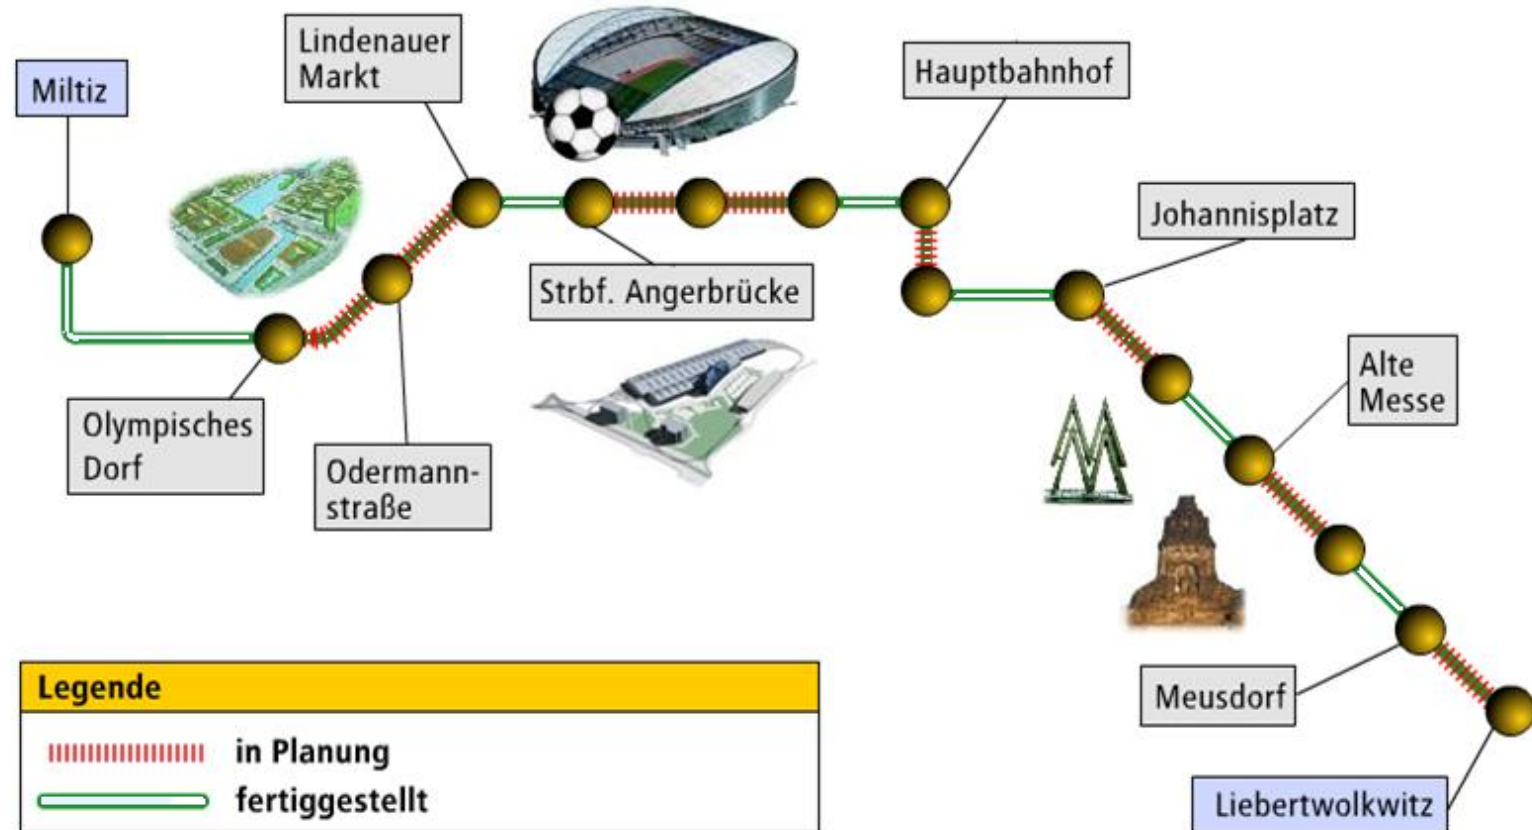 Miltiz
Lindenauer
Markt
Hauptbahnhof
Johannisplatz
Strbf. Angerbrücke
Alte
Messe
Olympisches
Dorf
Odermann-
straße
Meusdorf
Liebertwolkwitz
Legende
in Planung
fertiggestellt